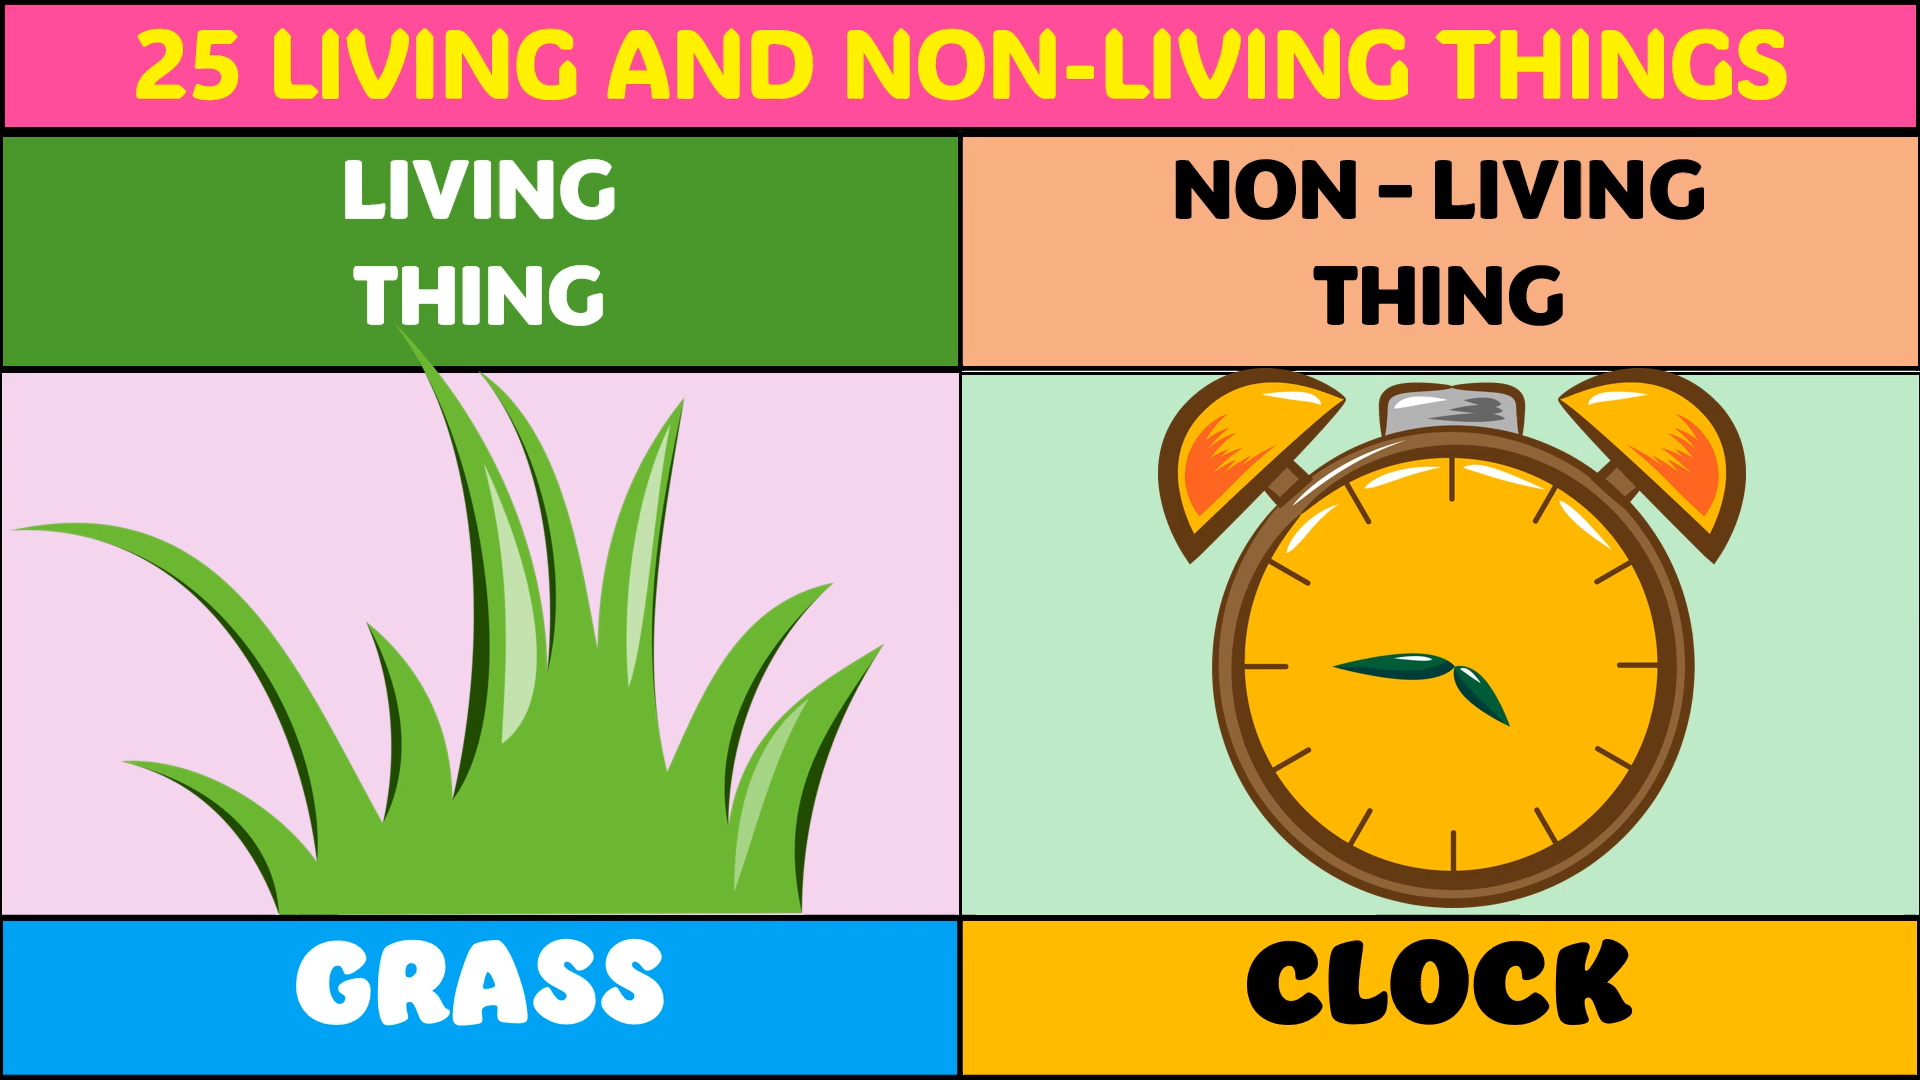 25 LIVING AND NON-LIVING THINGS
LIVING
THING
NON - LIVING
THING
GRASS
CLOCK